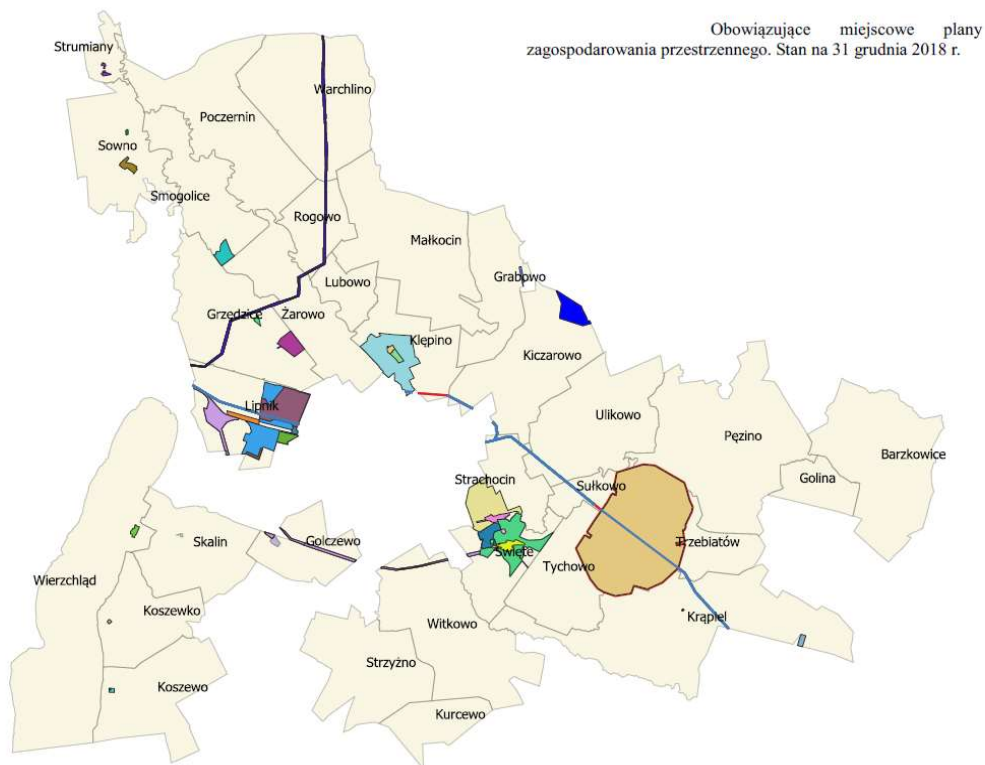 Obowiązujące miejscowe plany
zagospodarowania przestrzennego. Stan na 31 grudnia 2018 r.
Strumiany
Warchlino
Poczernin
Sowno
Smogolice
Rogowo
Małkocin
Grabowo
Lubowo
Grzędzice
Żarowo
Klępino
Kiczarowo
Lipnik
Ulikowo
Pęzino
Barzkowice
Strachocin
Sułkowo
Golina
Skalin
Golczewo
Święte
Trzebiatów
Tychowo
Wierzchląd
Koszewko
Krąpiel
Witkowo
Strzyżno
Koszewo
Kurcewo